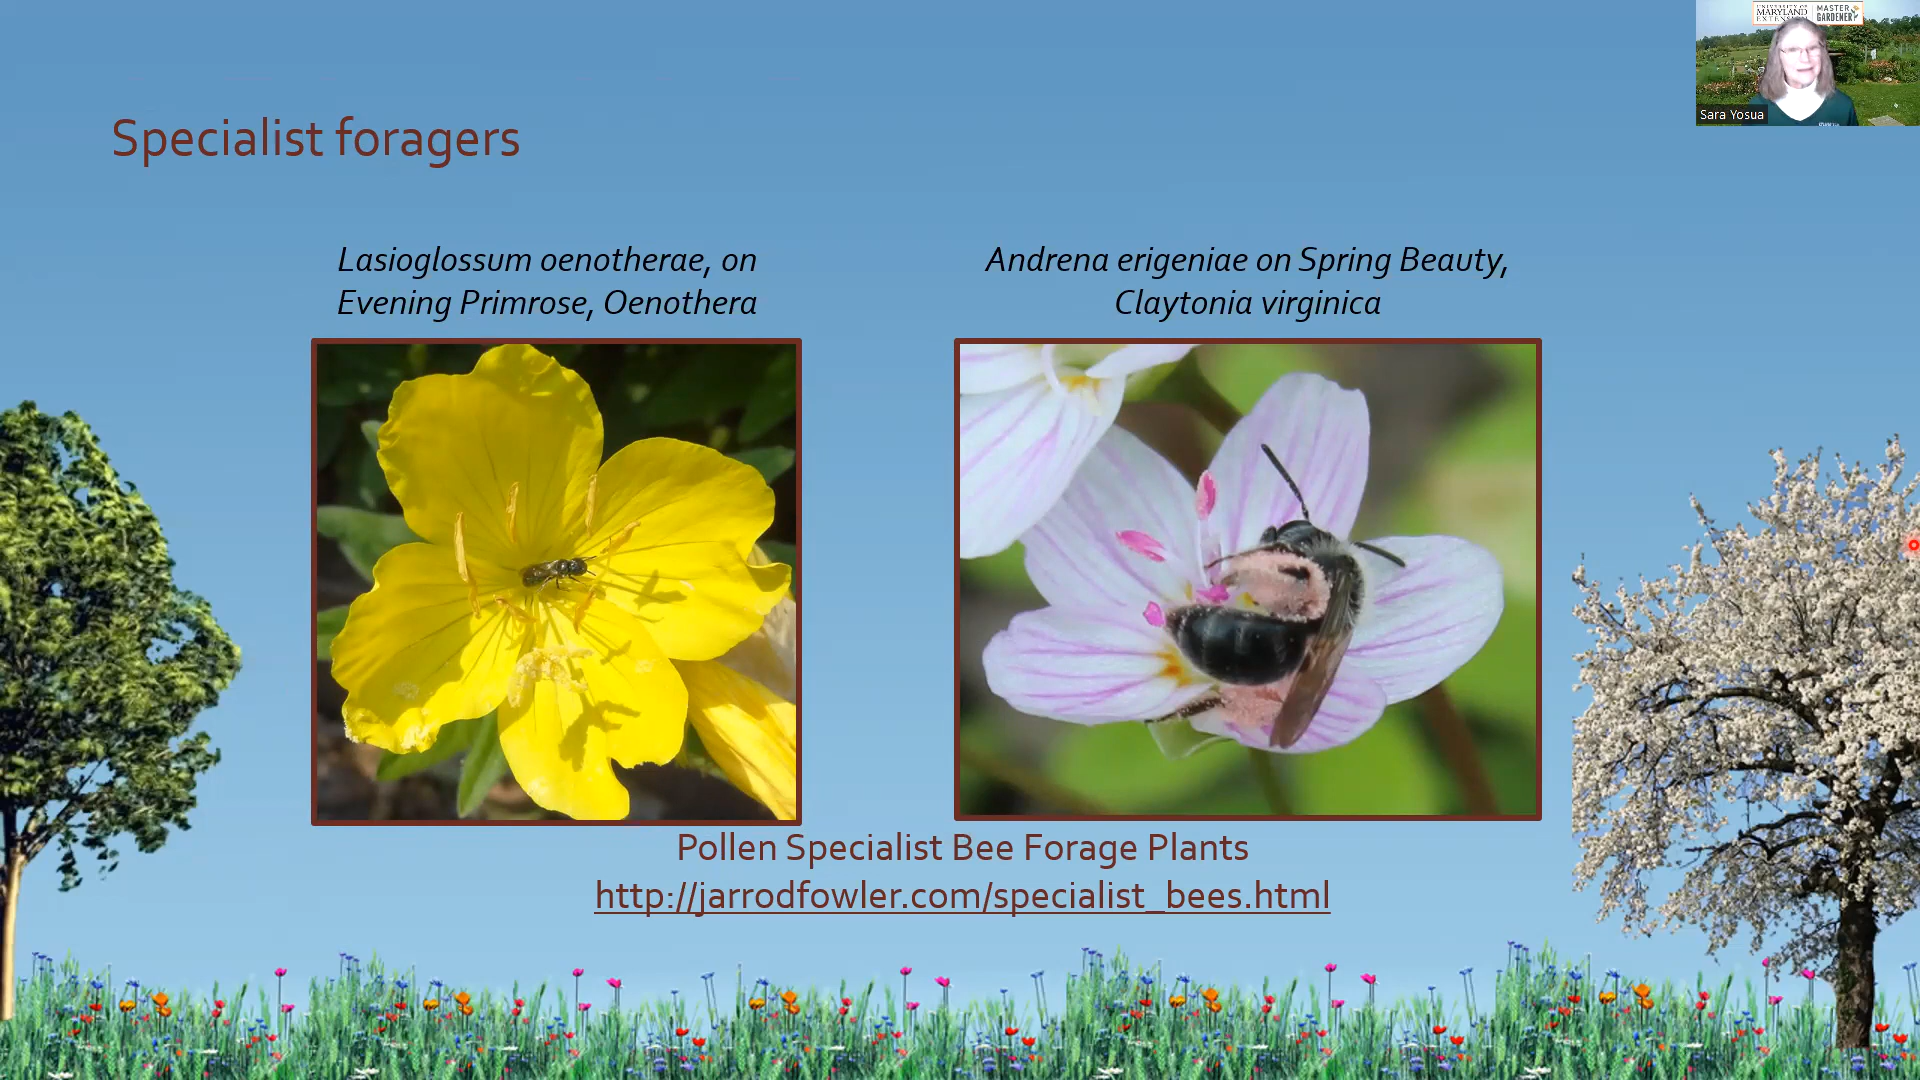 UNIVERSITY OF
MARYLAND
EXTENSION
MASTER
GARDENER
Sara Yosua
Specialist foragers
Lasioglossum oenotherae, on
Evening Primrose, Oenothera
Andrena erigeniae on Spring Beauty,
Claytonia virginica
Pollen Specialist Bee Forage Plants
http://jarrodfowler.com/specialist_bees.html